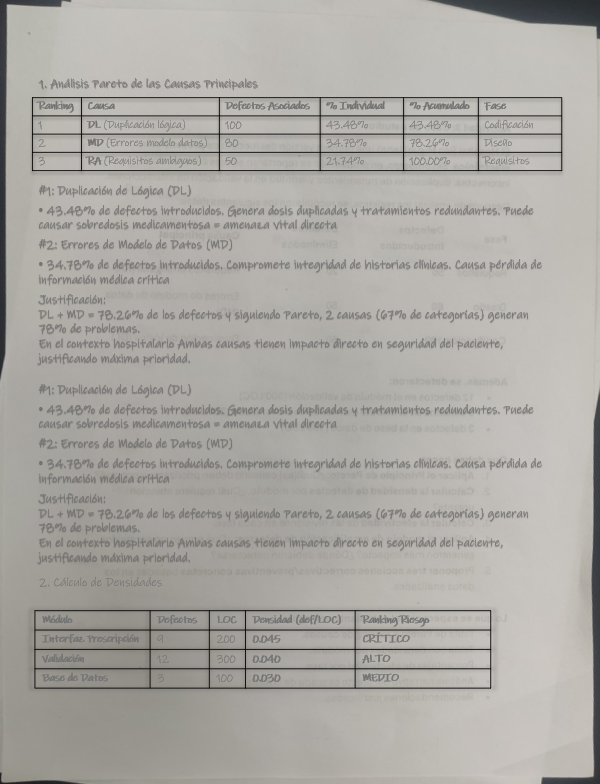 1. Análisis Pareto de las Causas Principales
Ranking Causa Defectos Asociados % Individual % Acumulado Fase
1 DL (Duplicación lógica) 100 43.48% 43.48% Codificación
2 MD (Errores modelo datos) 80 34.78% 78.26% Diseño
3 RA (Requisitos ambiguos) 50 21.74% 100.00% Requisitos
#1: Duplicación de Lógica (DL)
• 43.48% de defectos introducidos. Genera dosis duplicadas y tratamientos redundantes. Puede
causar sobredosis medicamentosa = amenaza vital directa
#2: Errores de Modelo de Datos (MD)
• 34.78% de defectos introducidos. Compromete integridad de historias clínicas. Causa pérdida de
información médica crítica
Justificación:
DL + MD = 78.26% de los defectos y siguiendo Pareto, 2 causas (67% de categorías) generan
78% de problemas.
En el contexto hospitalario Ambas causas tienen impacto directo en seguridad del paciente,
justificando máxima prioridad.
#1: Duplicación de Lógica (DL)
• 43.48% de defectos introducidos. Genera dosis duplicadas y tratamientos redundantes. Puede
causar sobredosis medicamentosa = amenaza vital directa
#2: Errores de Modelo de Datos (MD)
• 34.78% de defectos introducidos. Compromete integridad de historias clínicas. Causa pérdida de
información médica crítica
Justificación:
DL + MD = 78.26% de los defectos y siguiendo Pareto, 2 causas (67% de categorías) generan
78% de problemas.
En el contexto hospitalario Ambas causas tienen impacto directo en seguridad del paciente,
justificando máxima prioridad.
2. Cálculo de Densidades
Módulo Defectos LOC Densidad (def/LOC) Ranking Riesgo
Interfaz Prescripción 9 200 0.045 CRÍTICO
Validación 12 300 0.040 ALTO
Base de Datos 3 100 0.030 MEDIO